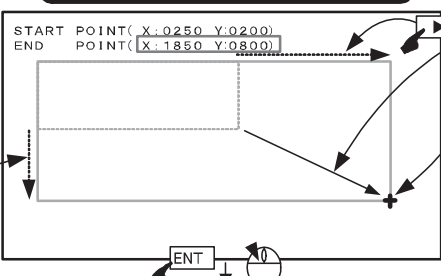 START POINT( X:0250 Y:0200)
END POINT( X:1850 Y:0800)
ENT